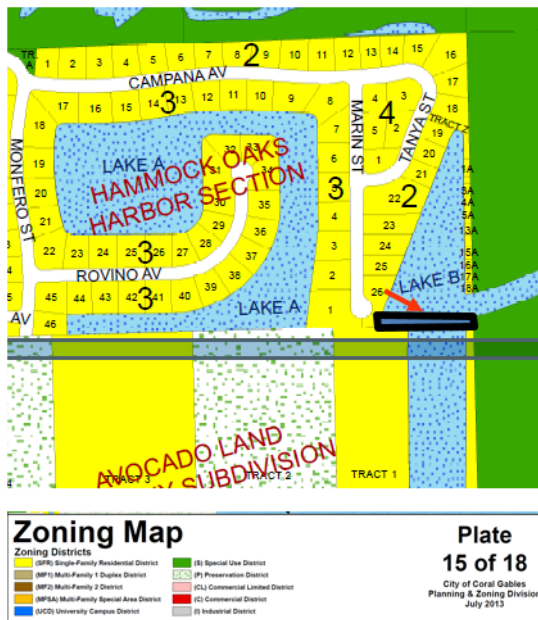 TR.
A
1 2 3 4 5 6 7 8 9 10 11 12 13 14 15 16
2
CAMPANA AV
17 16 15 14 13 12 11 10 9 8
3
17
4 3
18
18
7
4
5 2
TRACT Z
19
MONFERO ST
MARIN ST
TANYA ST
LAKE A
32 33
19
6
1
20
1A
HAMMOCK OAKS
HARBOR SECTION
31
34
21
20
30
35
3
2
22
3A
4A
5A
21
29
36
4
23
13A
22 23 24 25 26 27 28
3
37
3
24
15A
ROVINO AV
38
2
25
16A
17A
45 44 43 42 41 40 39
3
LAKE A
26
LAKE B
18A
AV
46
1
AVOCADO LAND
Y SUBDIVISION
TRACT 3
TRACT 2
TRACT 1
Zoning Map
Zoning Districts
(SFR) Single-Family Residential District
(MF1) Multi-Family 1 Duplex District
(MF2) Multi-Family 2 District
(MFSA) Multi-Family Special Area District
(UCD) University Campus District
(S) Special Use District
(P) Preservation District
(CL) Commercial Limited District
(C) Commercial District
(I) Industrial District
Plate
15 of 18
City of Coral Gables
Planning & Zoning Division
July 2013